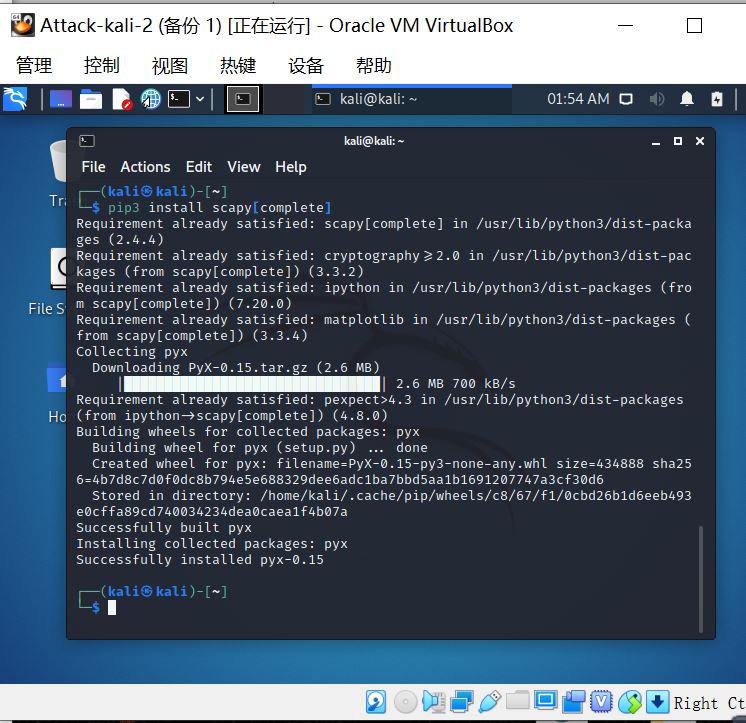 Attack-kali-2 (备份 1) [正在运行] - Oracle VM VirtualBox
管理 控制 视图 热键 设备 帮助
kali@kali: ~ 01:54 AM
kali@kali: ~
File Actions Edit View Help
┌──(kali㉿kali)-[~]
└─$ pip3 install scapy[complete]
Requirement already satisfied: scapy[complete] in /usr/lib/python3/dist-packa
ges (2.4.4)
Requirement already satisfied: cryptography≥2.0 in /usr/lib/python3/dist-pac
kages (from scapy[complete]) (3.3.2)
Requirement already satisfied: ipython in /usr/lib/python3/dist-packages (fro
m scapy[complete]) (7.20.0)
Requirement already satisfied: matplotlib in /usr/lib/python3/dist-packages (
from scapy[complete]) (3.3.4)
Collecting pyx
Downloading PyX-0.15.tar.gz (2.6 MB)
2.6 MB 700 kB/s
Requirement already satisfied: pexpect>4.3 in /usr/lib/python3/dist-packages
(from ipython→scapy[complete]) (4.8.0)
Building wheels for collected packages: pyx
Building wheel for pyx (setup.py) ... done
Created wheel for pyx: filename=PyX-0.15-py3-none-any.whl size=434888 sha25
6=4b7d8c7d0f0dc8b794e5e688329dee6adc1ba7bbd5aa1b1691207747a3cf30d6
Stored in directory: /home/kali/.cache/pip/wheels/c8/67/f1/0cbd26b1d6eeb493
e0cffa89cd740034234dea0caea1f4b07a
Successfully built pyx
Installing collected packages: pyx
Successfully installed pyx-0.15
┌──(kali㉿kali)-[~]
└─$
Tra
File Sy
Ho
Right Ct